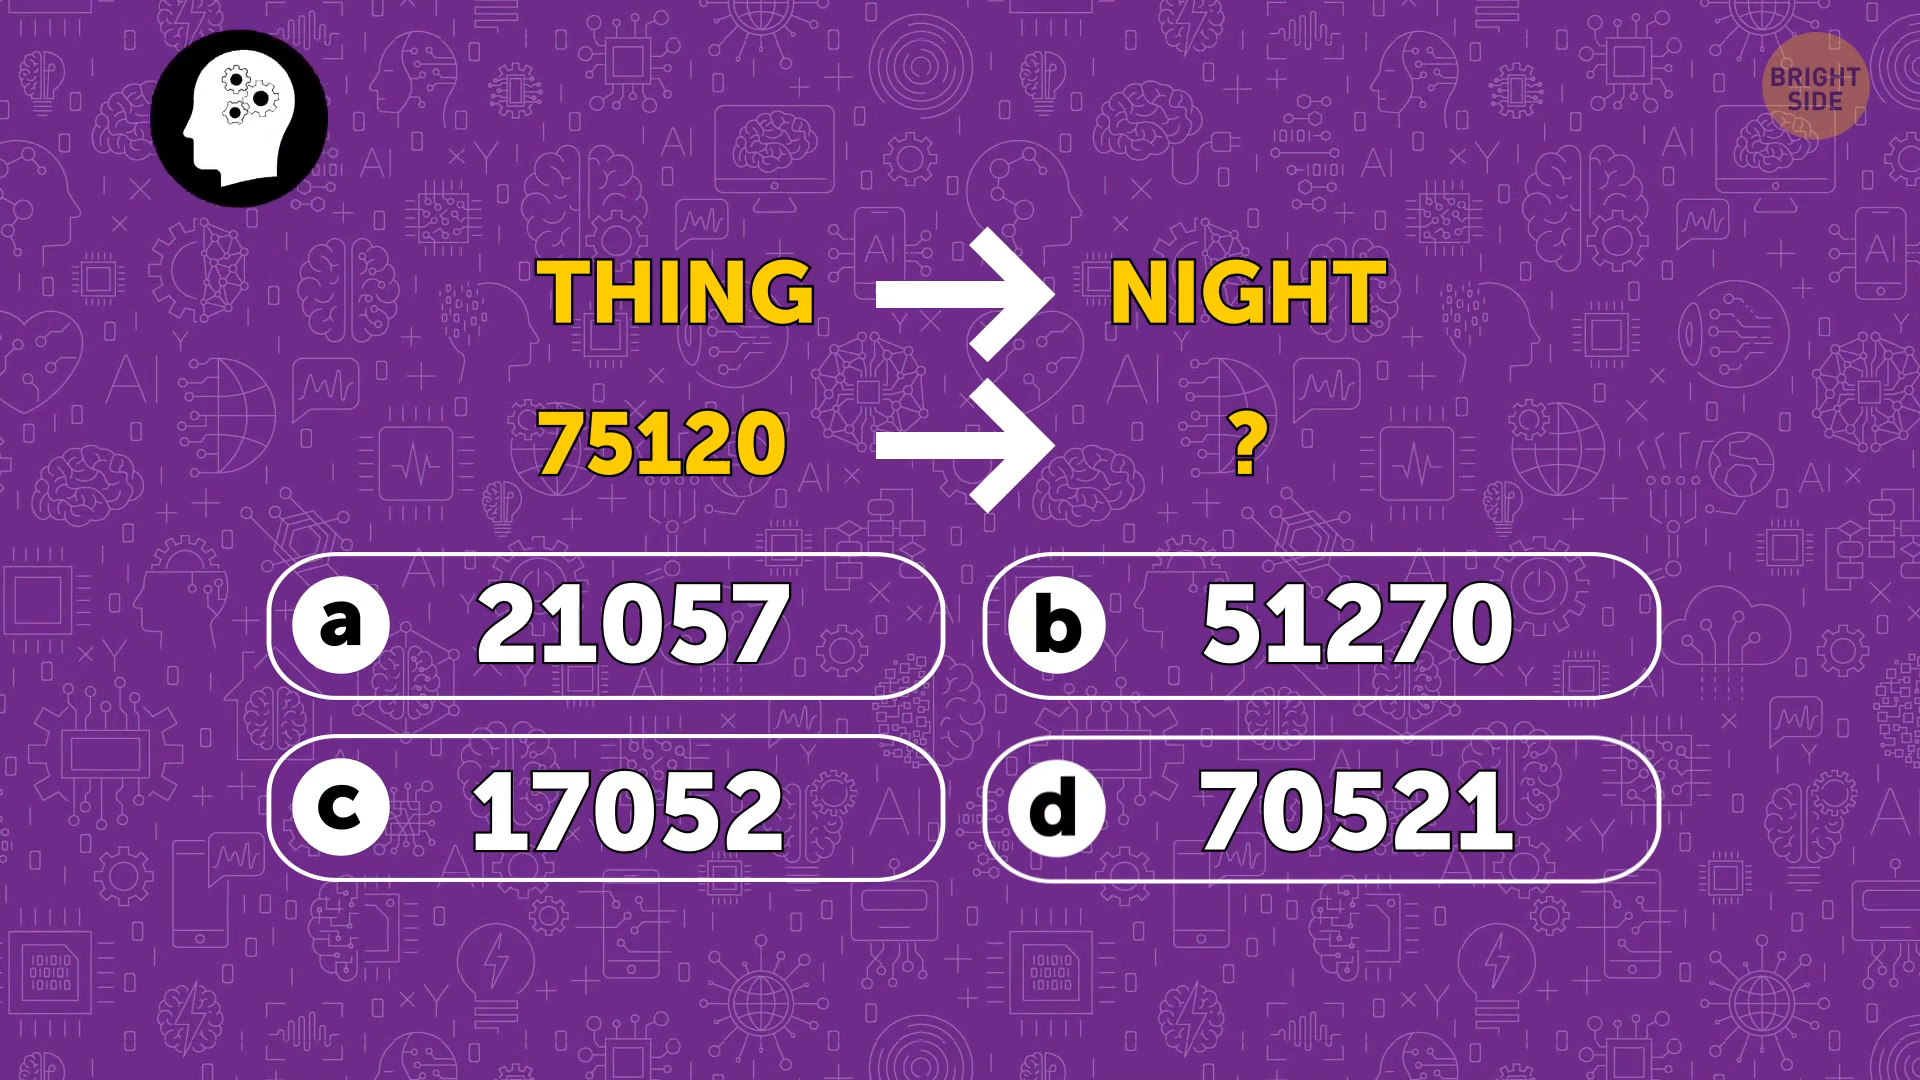 BRIGHT
SIDE
THING → NIGHT
75120 → ?
a 21057
b 51270
c 17052
d 70521